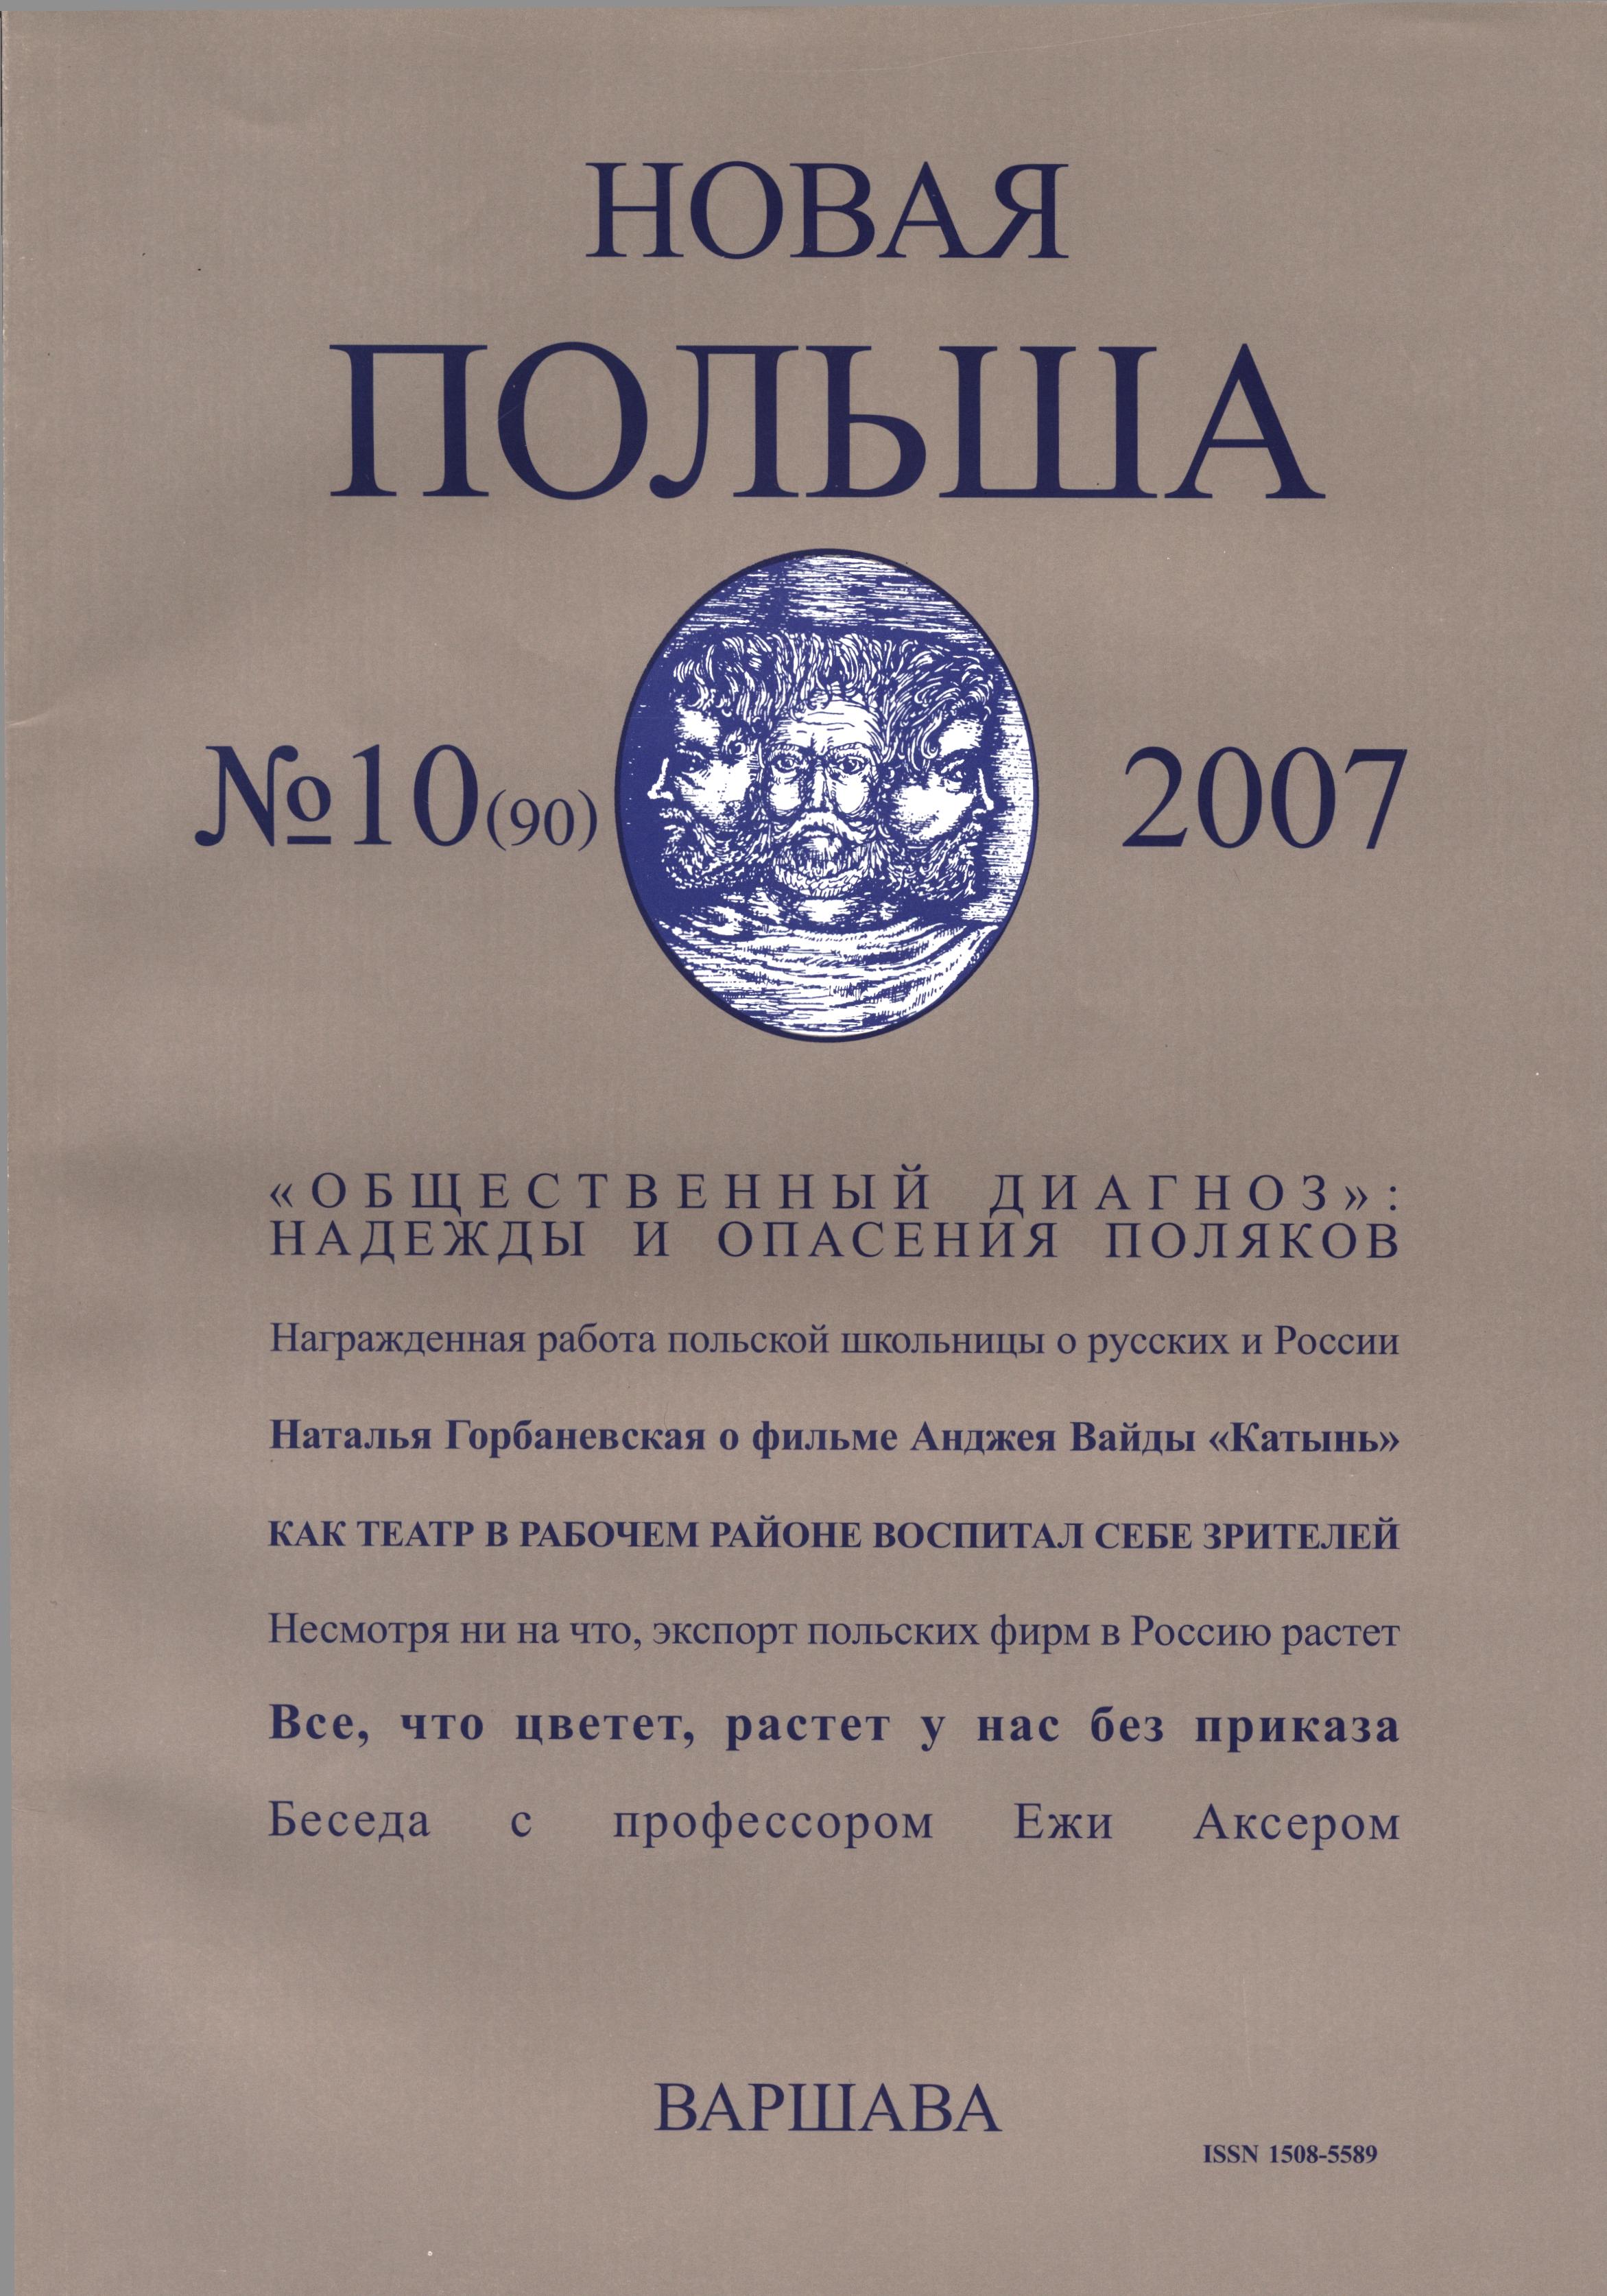 НОВАЯ
ПОЛЬША
№10(90) 2007
«ОБЩЕСТВЕННЫЙ ДИАГНОЗ»:
НАДЕЖДЫ И ОПАСЕНИЯ ПОЛЯКОВ
Награжденная работа польской школьницы о русских и России
Наталья Горбаневская о фильме Анджея Вайды «Катынь»
КАК ТЕАТР В РАБОЧЕМ РАЙОНЕ ВОСПИТАЛ СЕБЕ ЗРИТЕЛЕЙ
Несмотря ни на что, экспорт польских фирм в Россию растет
Все, что цветет, растет у нас без приказа
Беседа с профессором Ежи Аксером
ВАРШАВА
ISSN 1508-5589